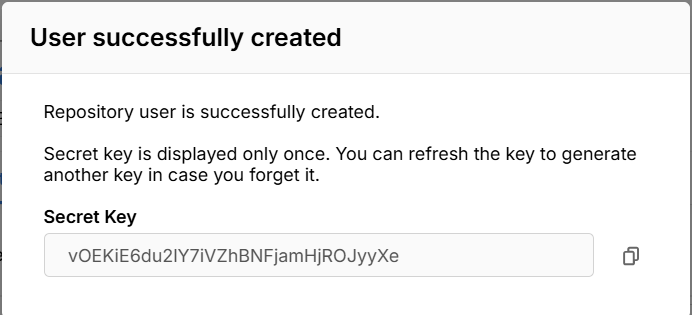 User successfully created
Repository user is successfully created.
Secret key is displayed only once. You can refresh the key to generate
another key in case you forget it.
Secret Key
vOEKiE6du2IY7iVZhBNFjamHjROJyyXe